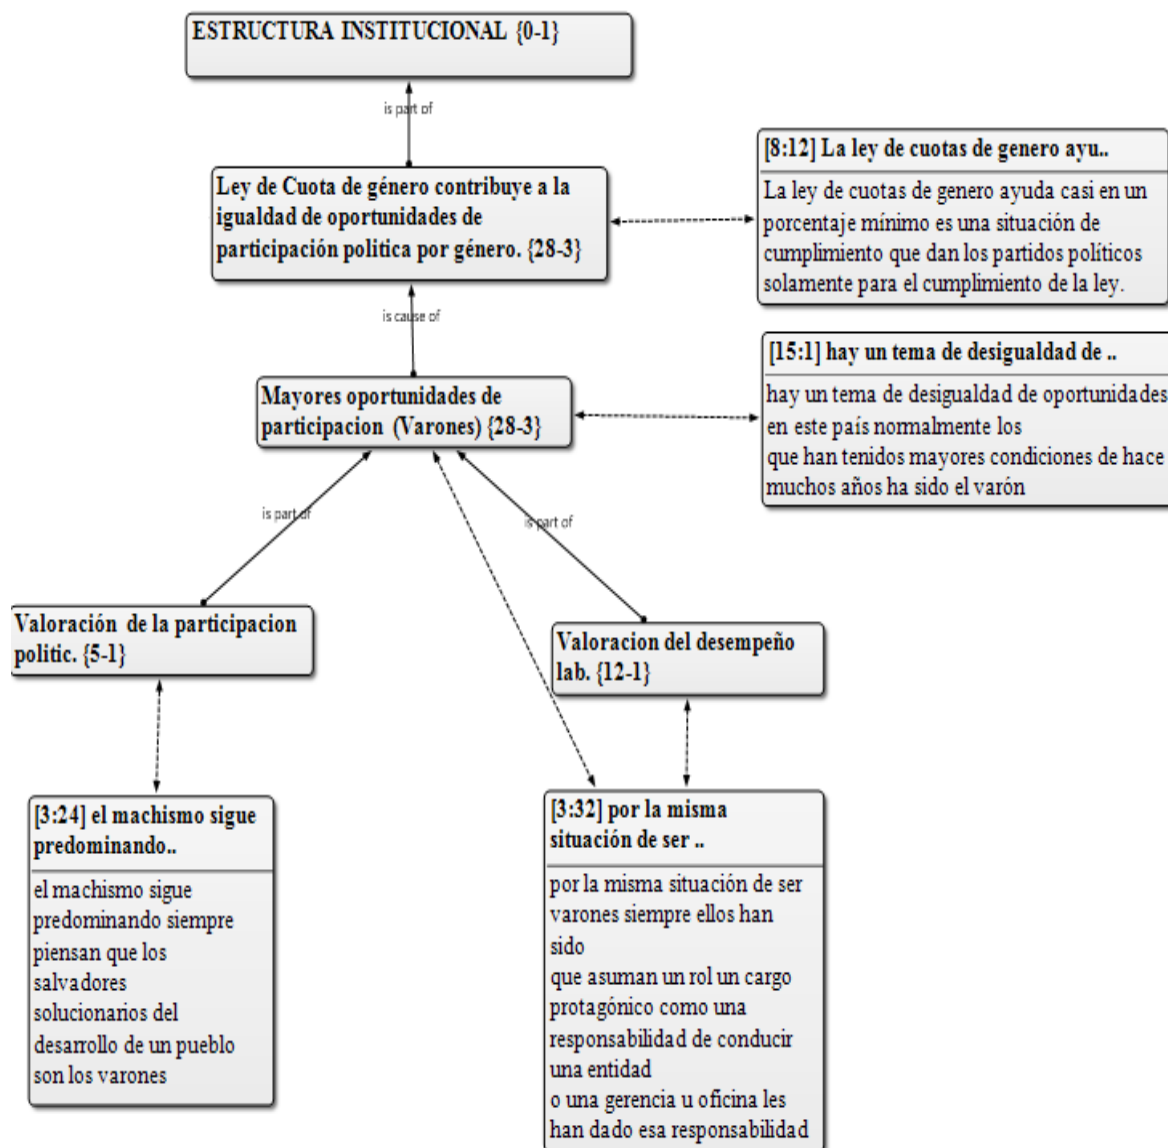 ESTRUCTURA INSTITUCIONAL {0-1}
is part of
Ley de Cuota de género contribuye a la
igualdad de oportunidades de
participación politica por género. {28-3}
[8:12] La ley de cuotas de genero ayu..
La ley de cuotas de genero ayuda casi en un
porcentaje mínimo es una situación de
cumplimiento que dan los partidos políticos
solamente para el cumplimiento de la ley.
is cause of
Mayores oportunidades de
participacion (Varones) {28-3}
[15:1] hay un tema de desigualdad de ..
hay un tema de desigualdad de oportunidades
en este país normalmente los
que han tenidos mayores condiciones de hace
muchos años ha sido el varón
is part of
is part of
Valoración de la participacion
politic. {5-1}
Valoracion del desempeño
lab. {12-1}
[3:24] el machismo sigue
predominando..
el machismo sigue
predominando siempre
piensan que los
salvadores
solucionarios del
desarrollo de un pueblo
son los varones
[3:32] por la misma
situación de ser ..
por la misma situación de ser
varones siempre ellos han
sido
que asuman un rol un cargo
protagónico como una
responsabilidad de conducir
una entidad
o una gerencia u oficina les
han dado esa responsabilidad